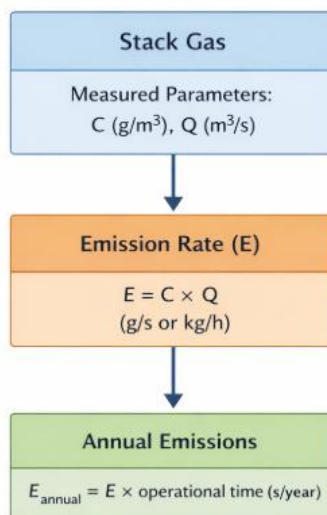 Stack Gas
Measured Parameters:
C (g/m³), Q (m³/s)
Emission Rate (E)
E = C × Q
(g/s or kg/h)
Annual Emissions
E_annual = E × operational time (s/year)